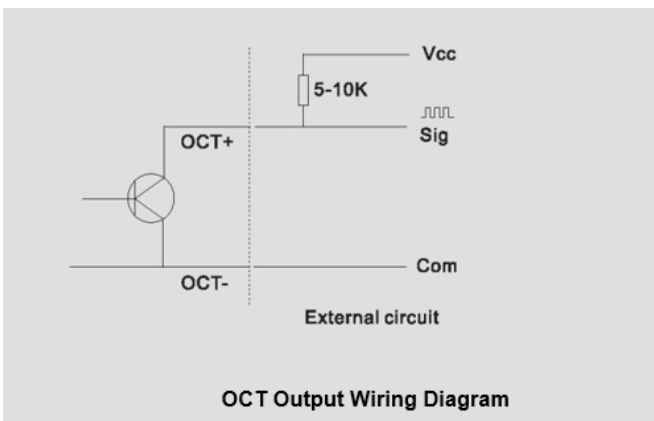 Vcc
5-10K
OCT+
Sig
OCT-
Com
External circuit
OCT Output Wiring Diagram